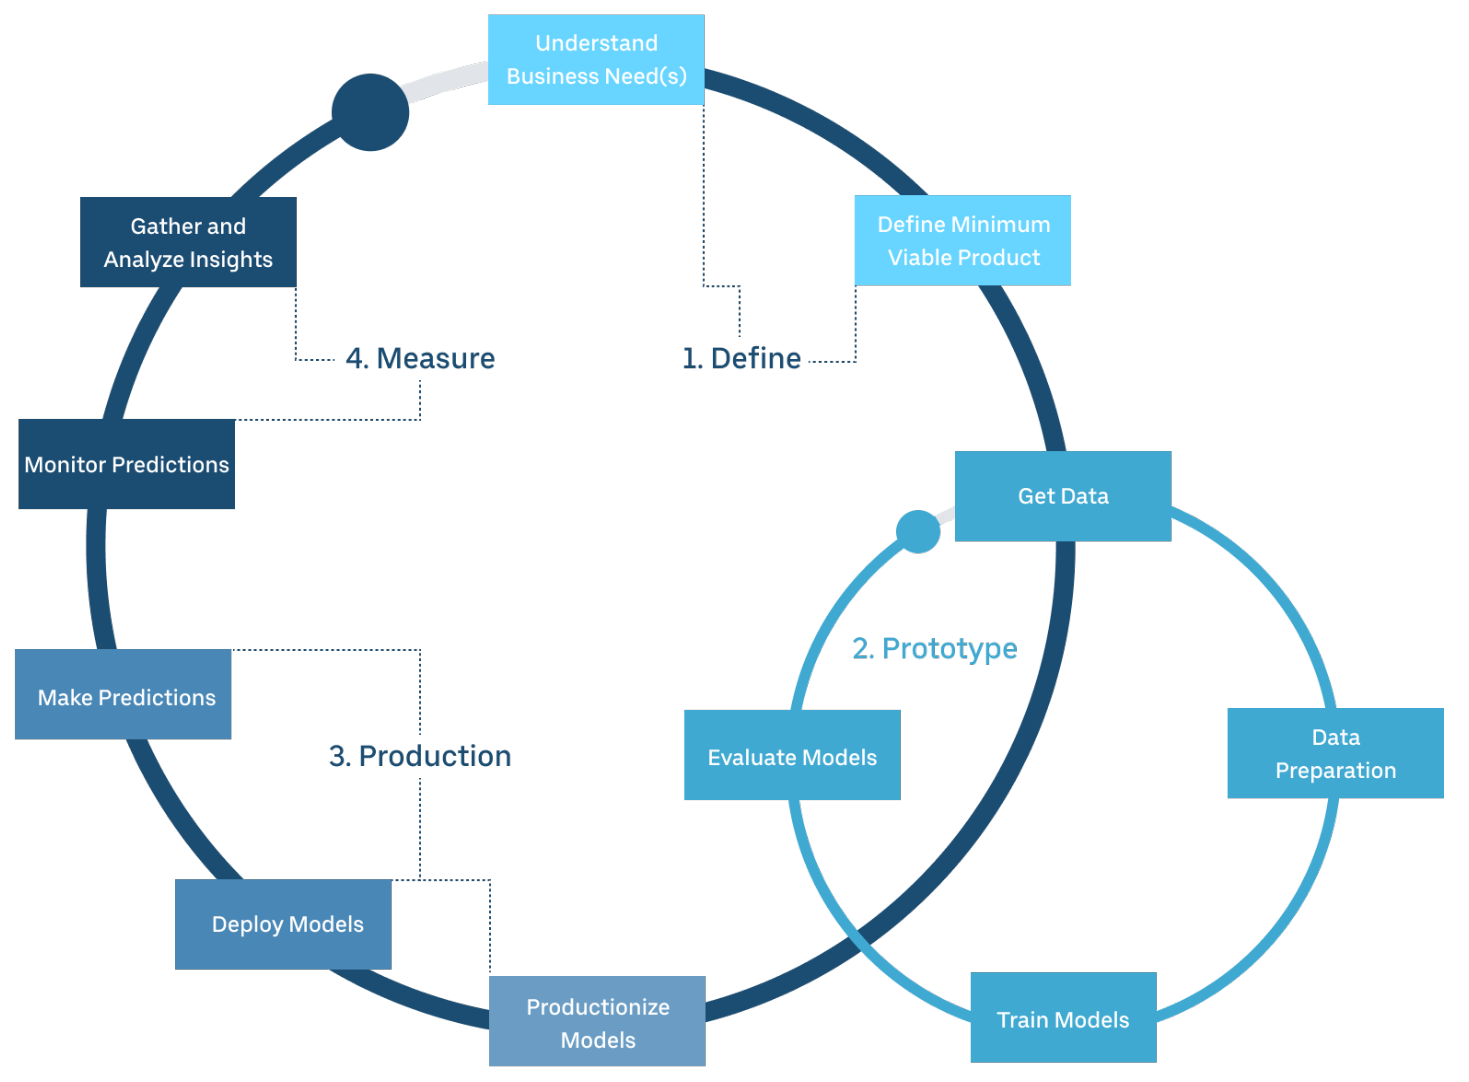 Understand
Business Need(s)
Gather and
Analyze Insights
Define Minimum
Viable Product
4. Measure
1. Define
Monitor Predictions
Get Data
2. Prototype
Make Predictions
3. Production
Evaluate Models
Data
Preparation
Deploy Models
Productionize
Models
Train Models